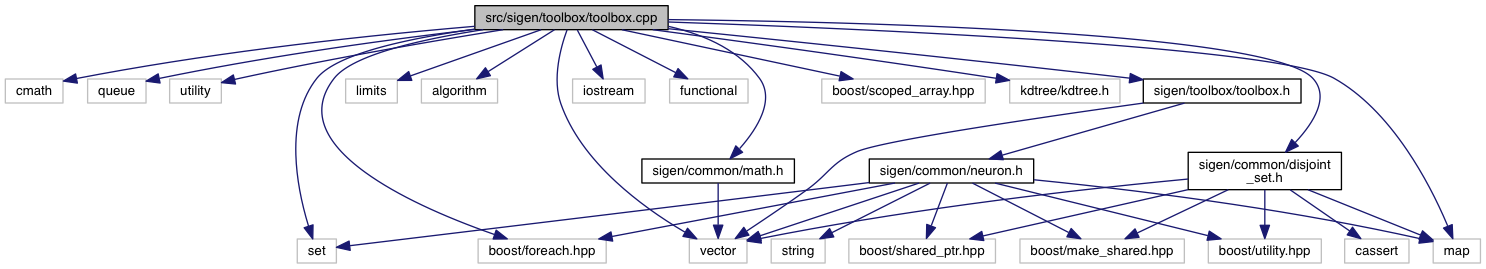 src/sigen/toolbox/toolbox.cpp
cmath
queue
utility
limits
algorithm
iostream
functional
boost/scoped_array.hpp
kdtree/kdtree.h
sigen/toolbox/toolbox.h
sigen/common/math.h
sigen/common/neuron.h
sigen/common/disjoint
_set.h
set
boost/foreach.hpp
vector
string
boost/shared_ptr.hpp
boost/make_shared.hpp
boost/utility.hpp
cassert
map